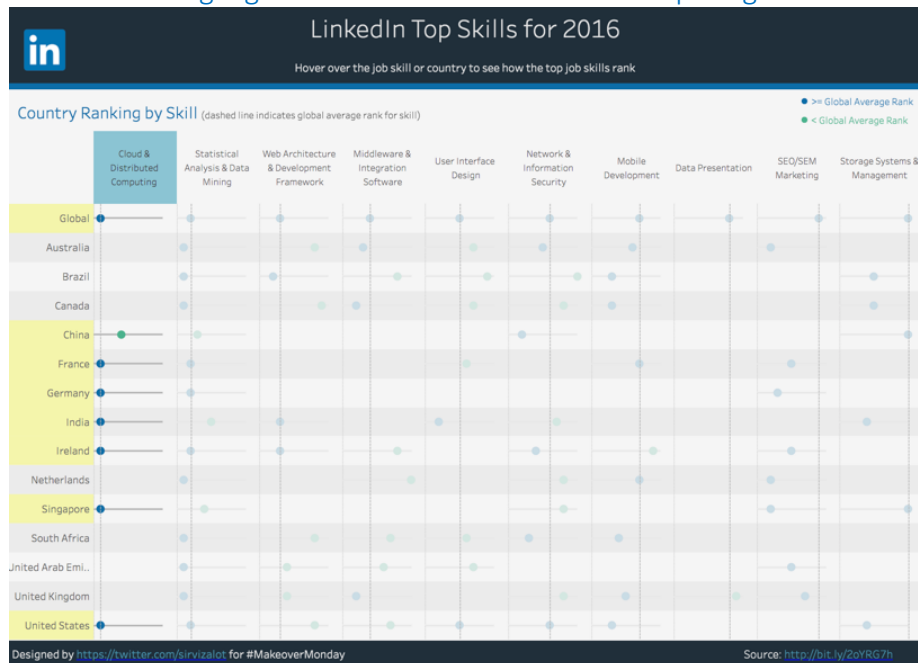 in
LinkedIn Top Skills for 2016
Hover over the job skill or country to see how the top job skills rank
Country Ranking by Skill (dashed line indicates global average rank for skill)
>= Global Average Rank
< Global Average Rank
Cloud &
Distributed
Computing
Statistical
Analysis & Data
Mining
Web Architecture
& Development
Framework
Middleware &
Integration
Software
User Interface
Design
Network &
Information
Security
Mobile
Development
Data Presentation
SEO/SEM
Marketing
Storage Systems &
Management
Global
Australia
Brazil
Canada
China
France
Germany
India
Ireland
Netherlands
Singapore
South Africa
United Arab Emi..
United Kingdom
United States
Designed by https://twitter.com/sirvizalot for #MakeoverMonday
Source: http://bit.ly/2oYRG7h